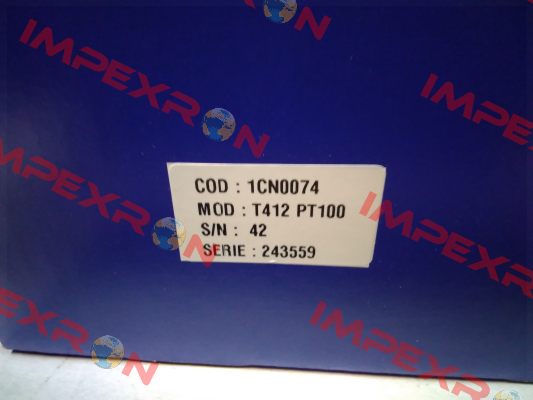 IMPEXRON
IMPEXRON
IMPEXRON
COD : 1CN0074
MOD : T412 PT100
S/N : 42
SERIE : 243559
IMPEXRON
IMPEXRON
IMPEXRON